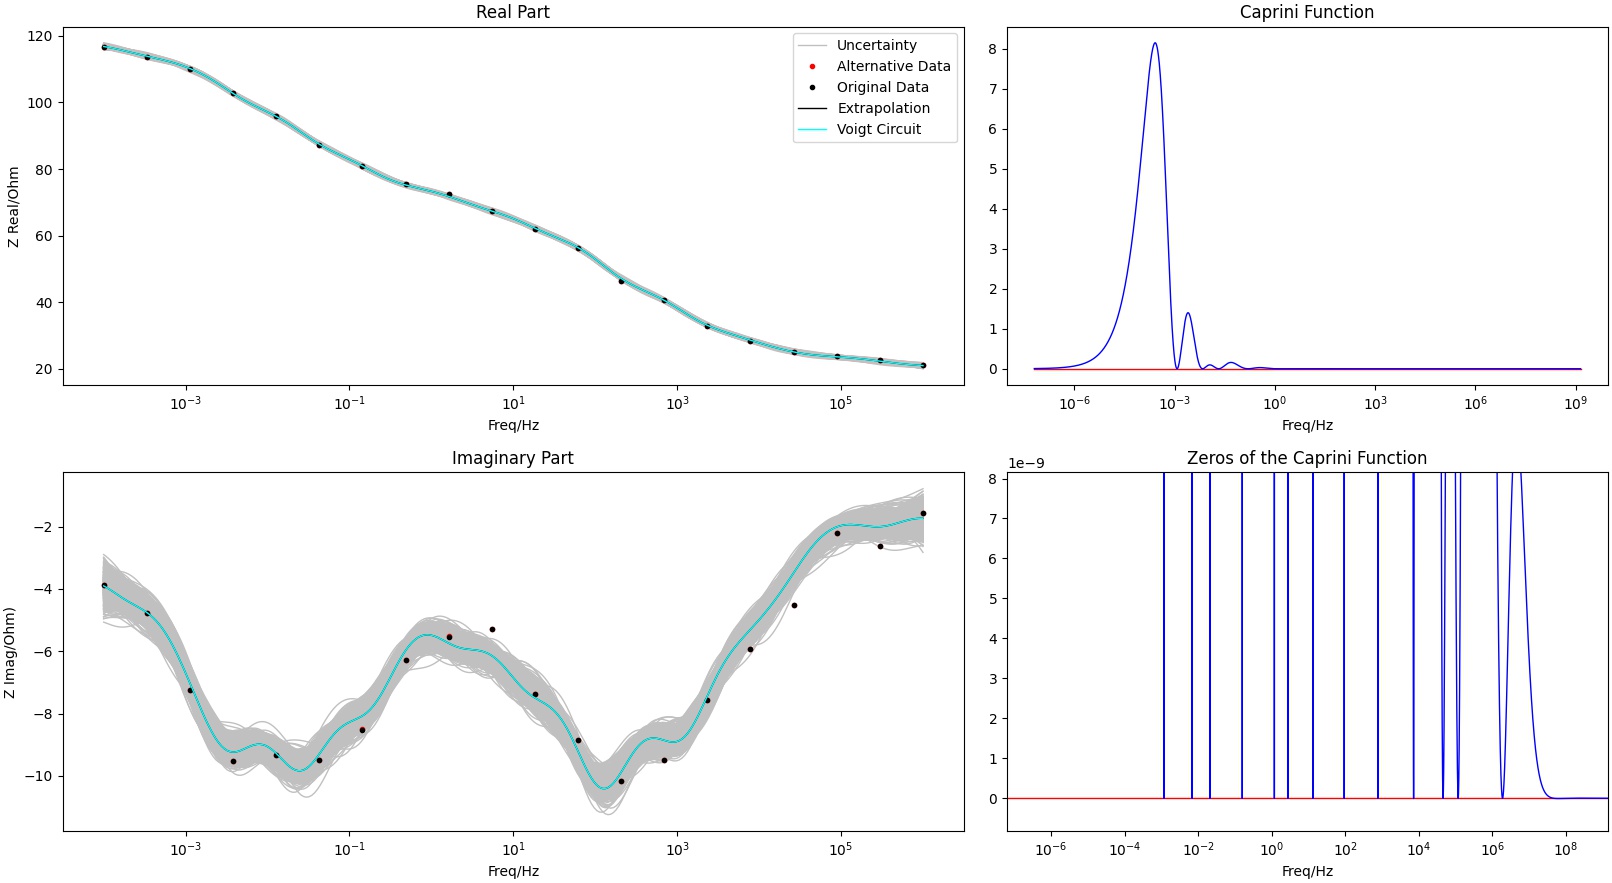 Real Part
Z Real/Ohm
120
100
80
60
40
20
Uncertainty
Alternative Data
Original Data
Extrapolation
Voigt Circuit
10⁻³ 10⁻¹ 10¹ 10³ 10⁵
Freq/Hz
Caprini Function
8
7
6
5
4
3
2
1
0
10⁻⁶ 10⁻³ 10⁰ 10³ 10⁶ 10⁹
Freq/Hz
Imaginary Part
Z Imag/Ohm)
−2
−4
−6
−8
−10
10⁻³ 10⁻¹ 10¹ 10³ 10⁵
Freq/Hz
Zeros of the Caprini Function
1e−9
8
7
6
5
4
3
2
1
0
10⁻⁶ 10⁻⁴ 10⁻² 10⁰ 10² 10⁴ 10⁶ 10⁸
Freq/Hz